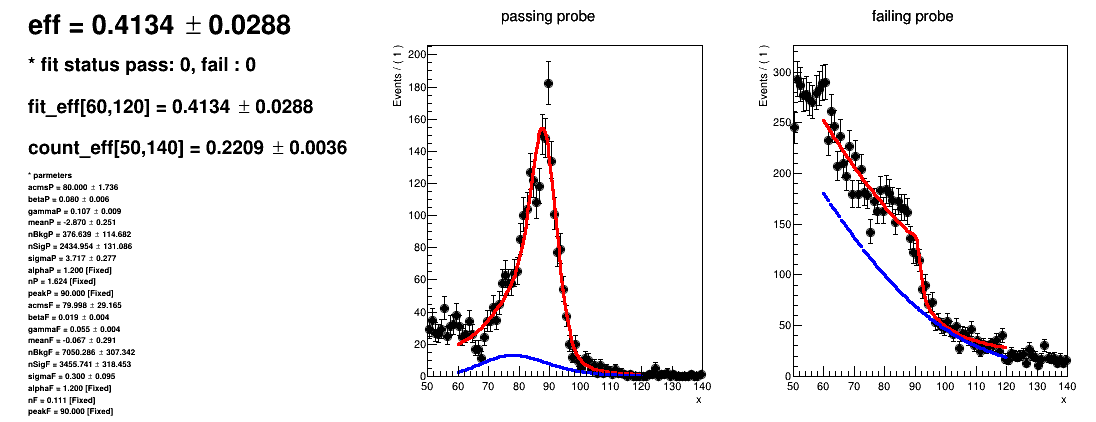 eff = 0.4134 ± 0.0288
* fit status pass: 0, fail : 0
fit_eff[60,120] = 0.4134 ± 0.0288
count_eff[50,140] = 0.2209 ± 0.0036
* parmeters
acmsP = 80.000 ± 1.736
betaP = 0.080 ± 0.006
gammaP = 0.107 ± 0.009
meanP = -2.870 ± 0.251
nBkgP = 376.639 ± 114.682
nSigP = 2434.954 ± 131.086
sigmaP = 3.717 ± 0.277
alphaP = 1.200 [Fixed]
nP = 1.624 [Fixed]
peakP = 90.000 [Fixed]
acmsF = 79.998 ± 29.165
betaF = 0.019 ± 0.004
gammaF = 0.055 ± 0.004
meanF = -0.067 ± 0.291
nBkgF = 7050.286 ± 307.342
nSigF = 3455.741 ± 318.453
sigmaF = 0.300 ± 0.095
alphaF = 1.200 [Fixed]
nF = 0.111 [Fixed]
peakF = 90.000 [Fixed]
passing probe
Events / ( 1 )
200
180
160
140
120
100
80
60
40
20
0
50 60 70 80 90 100 110 120 130 140
x
failing probe
Events / ( 1 )
300
250
200
150
100
50
0
50 60 70 80 90 100 110 120 130 140
x